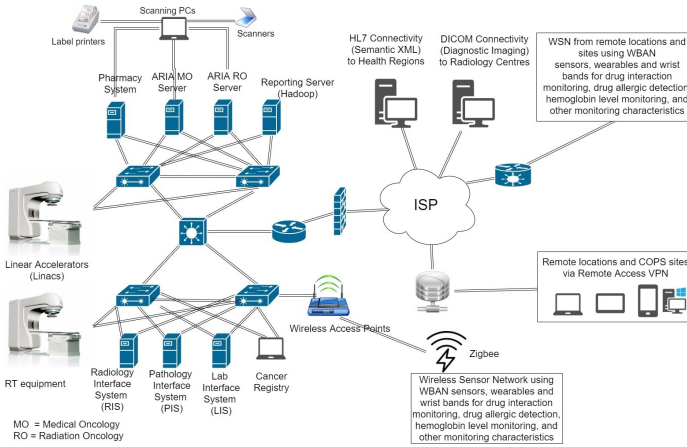 Scanning PCs
Label printers
Scanners
Pharmacy
System
ARIA MO
Server
ARIA RO
Server
Reporting Server
(Hadoop)
HL7 Connectivity
(Semantic XML)
to Health Regions
DICOM Connectivity
(Diagnostic Imaging)
to Radiology Centres
WSN from remote locations and
sites using WBAN
sensors, wearables and wrist
bands for drug interaction
monitoring, drug allergic detection
hemoglobin level monitoring, and
other monitoring characteristics
ISP
Linear Accelerators
(Linacs)
Remote locations and COPS sites
via Remote Access VPN
Wireless Access Points
Zigbee
RT equipment
Radiology
Interface
System
(RIS)
Pathology
Interface
System
(PIS)
Lab
Interface
System
(LIS)
Cancer
Registry
Wireless Sensor Network using
WBAN sensors, wearables and
wrist bands for drug interaction
monitoring, drug allergic detection,
hemoglobin level monitoring, and
other monitoring characteristics
MO = Medical Oncology
RO = Radiation Oncology